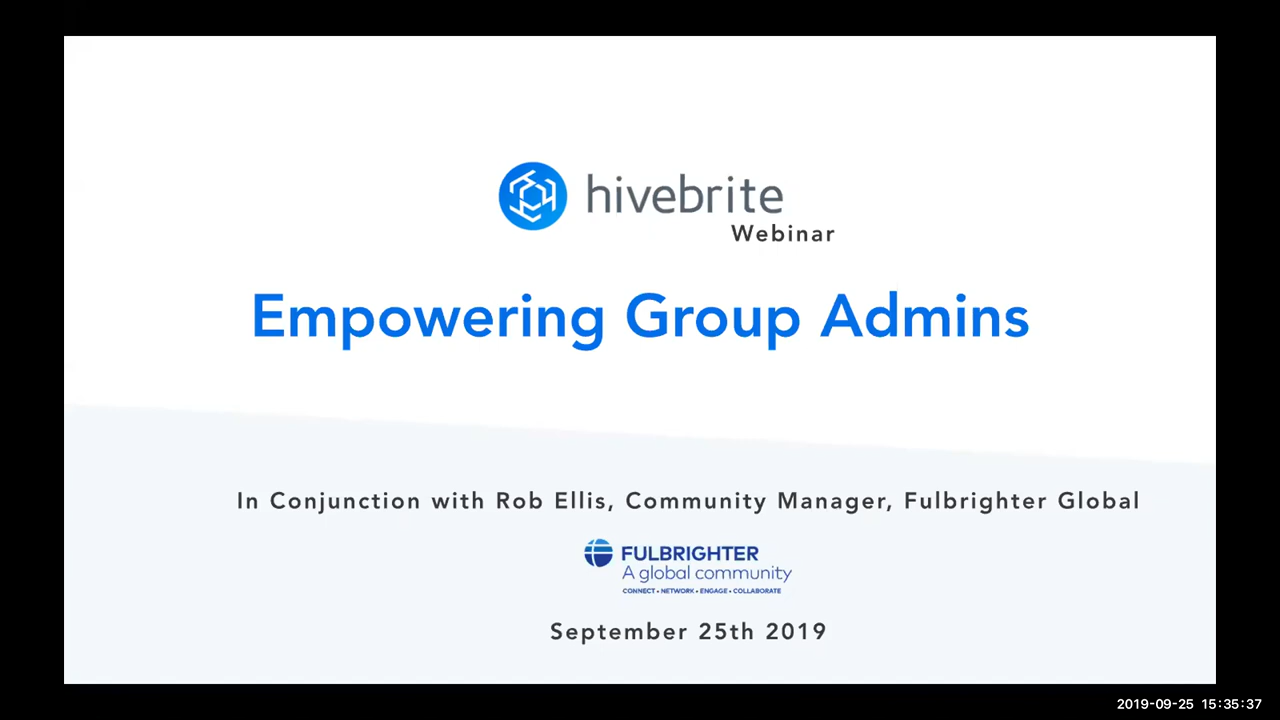 hivebrite
Webinar
Empowering Group Admins
In Conjunction with Rob Ellis, Community Manager, Fulbrighter Global
FULBRIGHTER
A global community
CONNECT • NETWORK • ENGAGE • COLLABORATE
September 25th 2019
2019-09-25 15:35:37